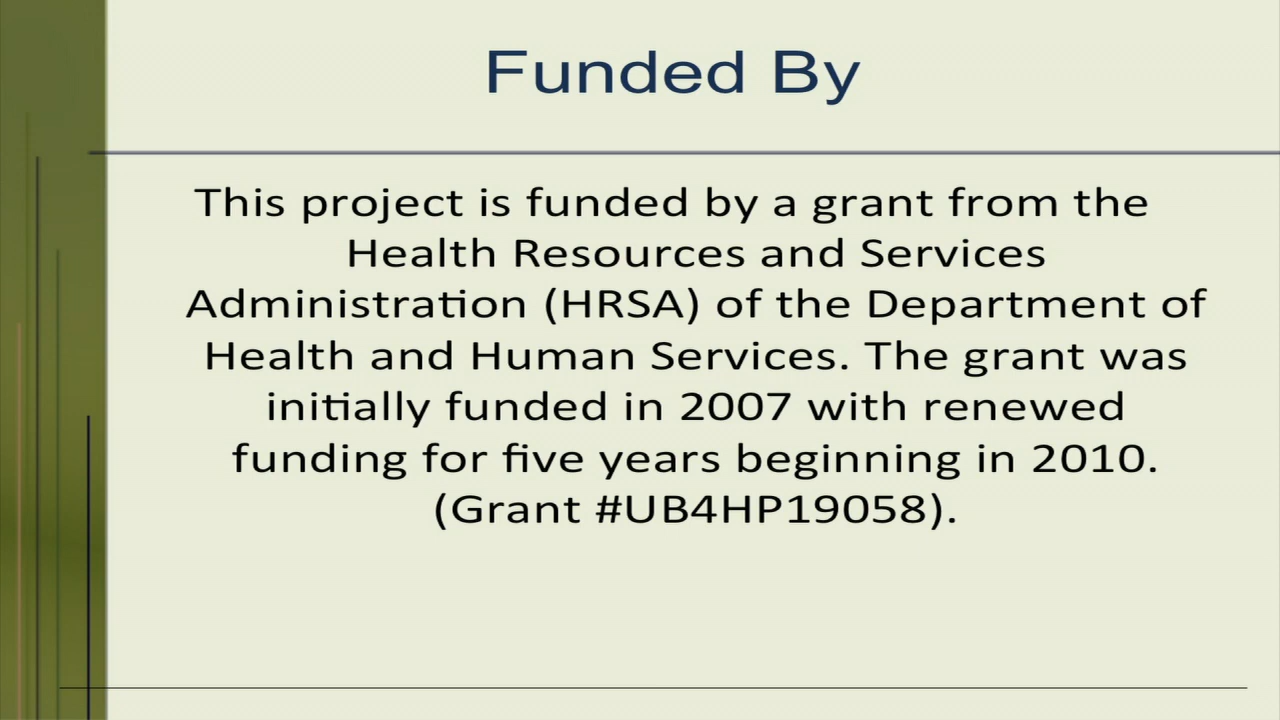 Funded By
This project is funded by a grant from the
Health Resources and Services
Administration (HRSA) of the Department of
Health and Human Services. The grant was
initially funded in 2007 with renewed
funding for five years beginning in 2010.
(Grant #UB4HP19058).